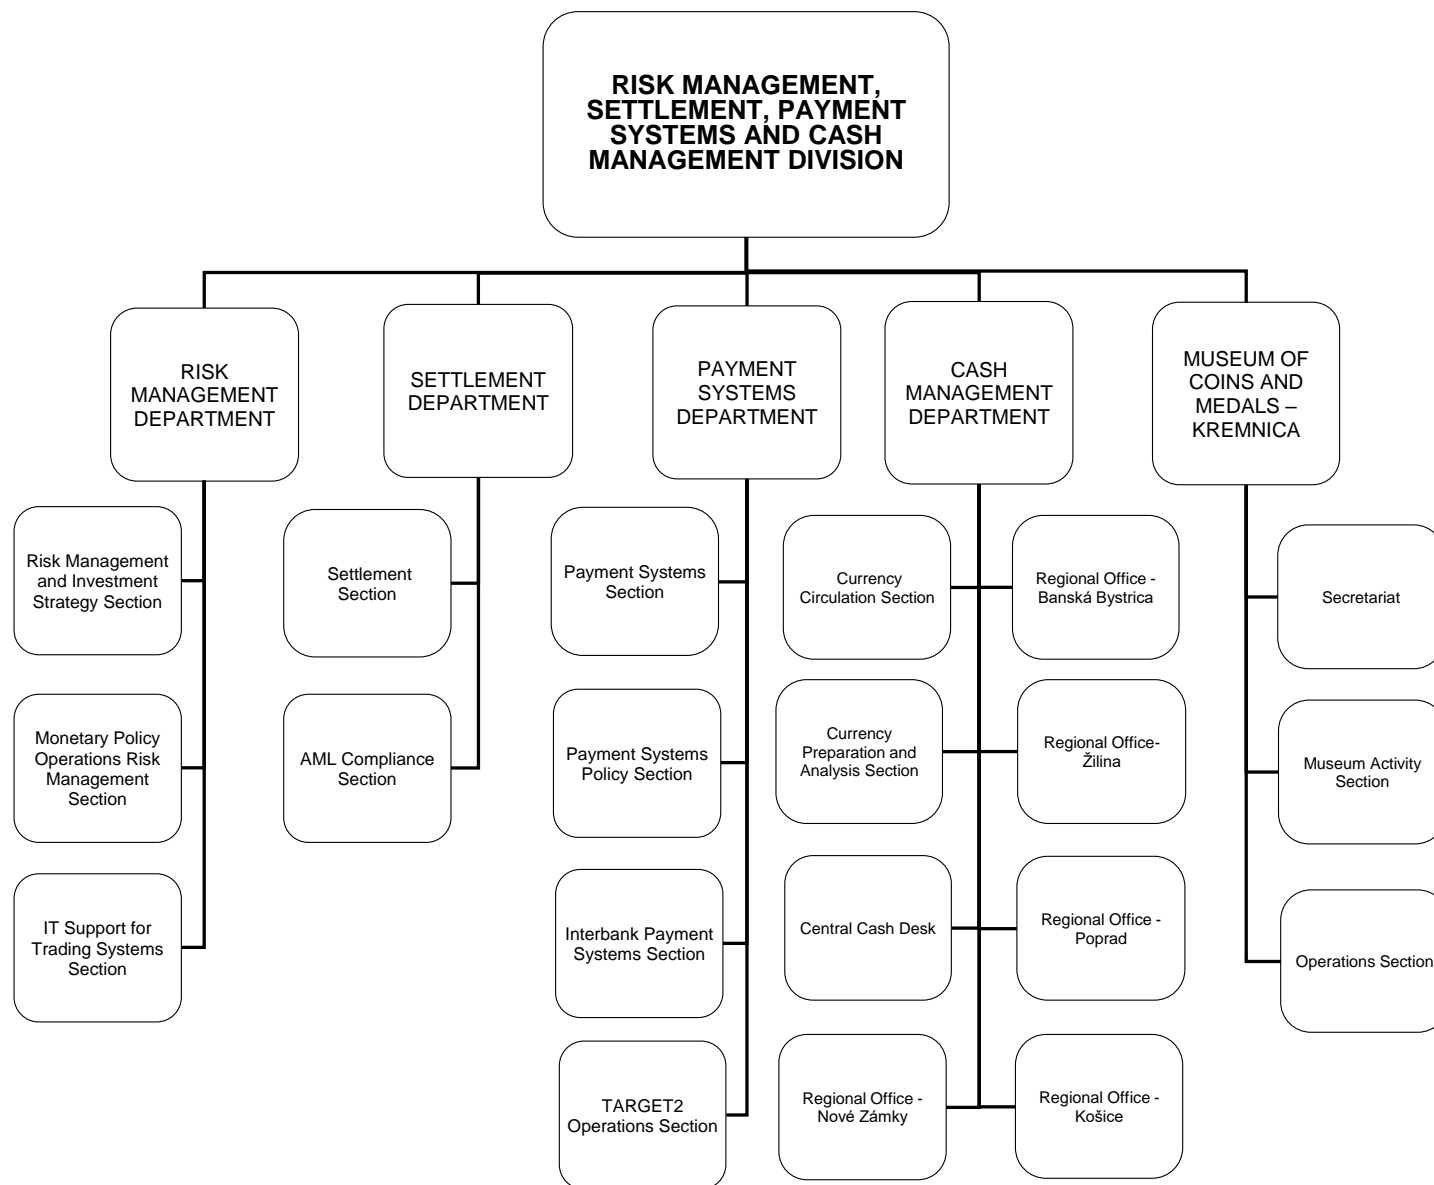 RISK MANAGEMENT,
SETTLEMENT, PAYMENT
SYSTEMS AND CASH
MANAGEMENT DIVISION
RISK
MANAGEMENT
DEPARTMENT
SETTLEMENT
DEPARTMENT
PAYMENT
SYSTEMS
DEPARTMENT
CASH
MANAGEMENT
DEPARTMENT
MUSEUM OF
COINS AND
MEDALS –
KREMNICA
Risk Management
and Investment
Strategy Section
Monetary Policy
Operations Risk
Management
Section
IT Support for
Trading Systems
Section
Settlement
Section
AML Compliance
Section
Payment Systems
Section
Payment Systems
Policy Section
Interbank Payment
Systems Section
TARGET2
Operations Section
Currency
Circulation Section
Currency
Preparation and
Analysis Section
Central Cash Desk
Regional Office -
Nové Zámky
Regional Office -
Banská Bystrica
Regional Office-
Žilina
Regional Office -
Poprad
Regional Office -
Košice
Secretariat
Museum Activity
Section
Operations Section